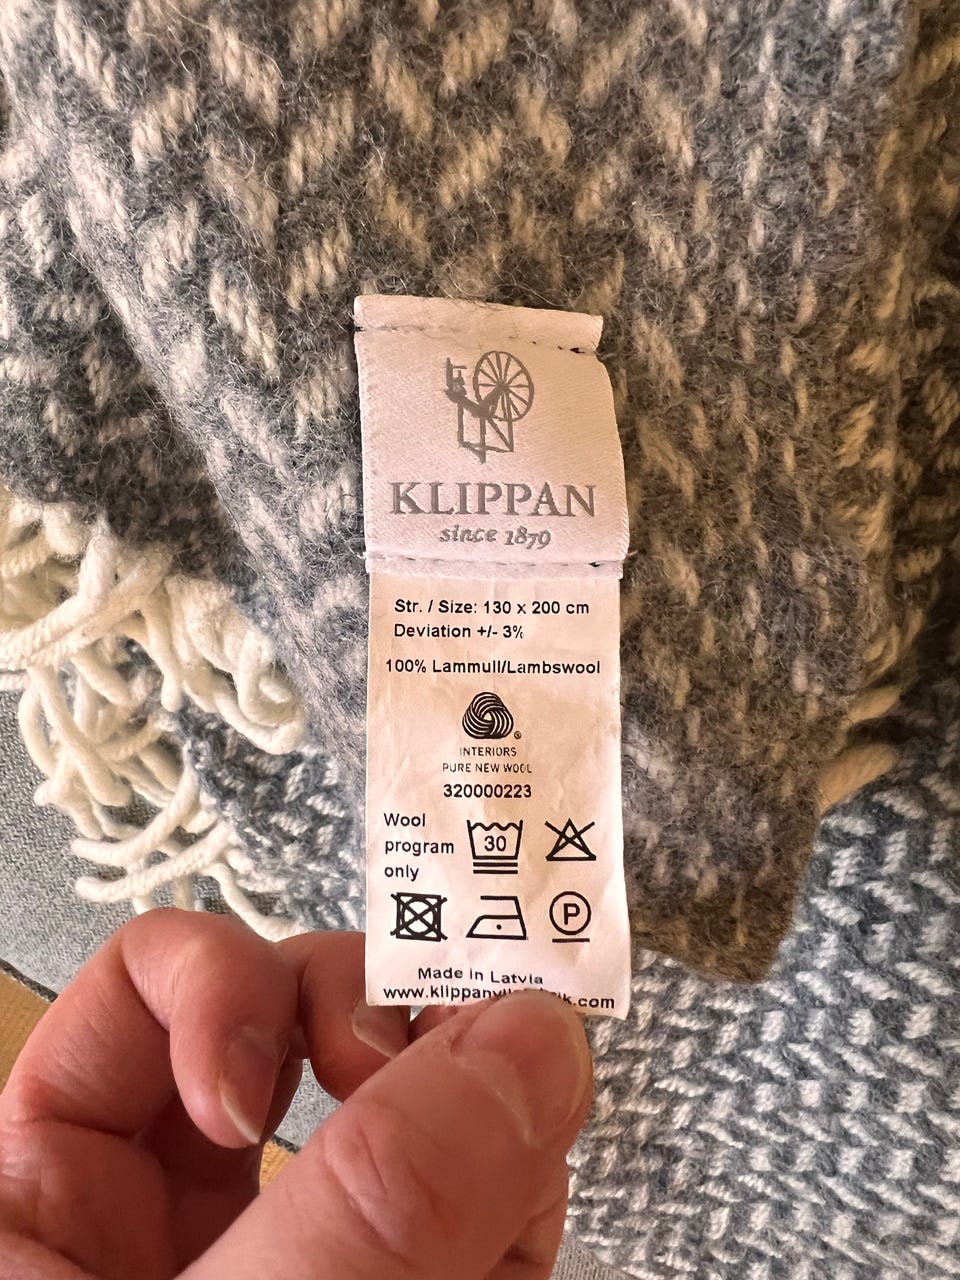 KLIPPAN
since 1879
Str. / Size: 130 x 200 cm
Deviation +/- 3%
100% Lammull/Lambswool
®
INTERIORS
PURE NEW WOOL
320000223
Wool
program
only
30
P
Made in Latvia